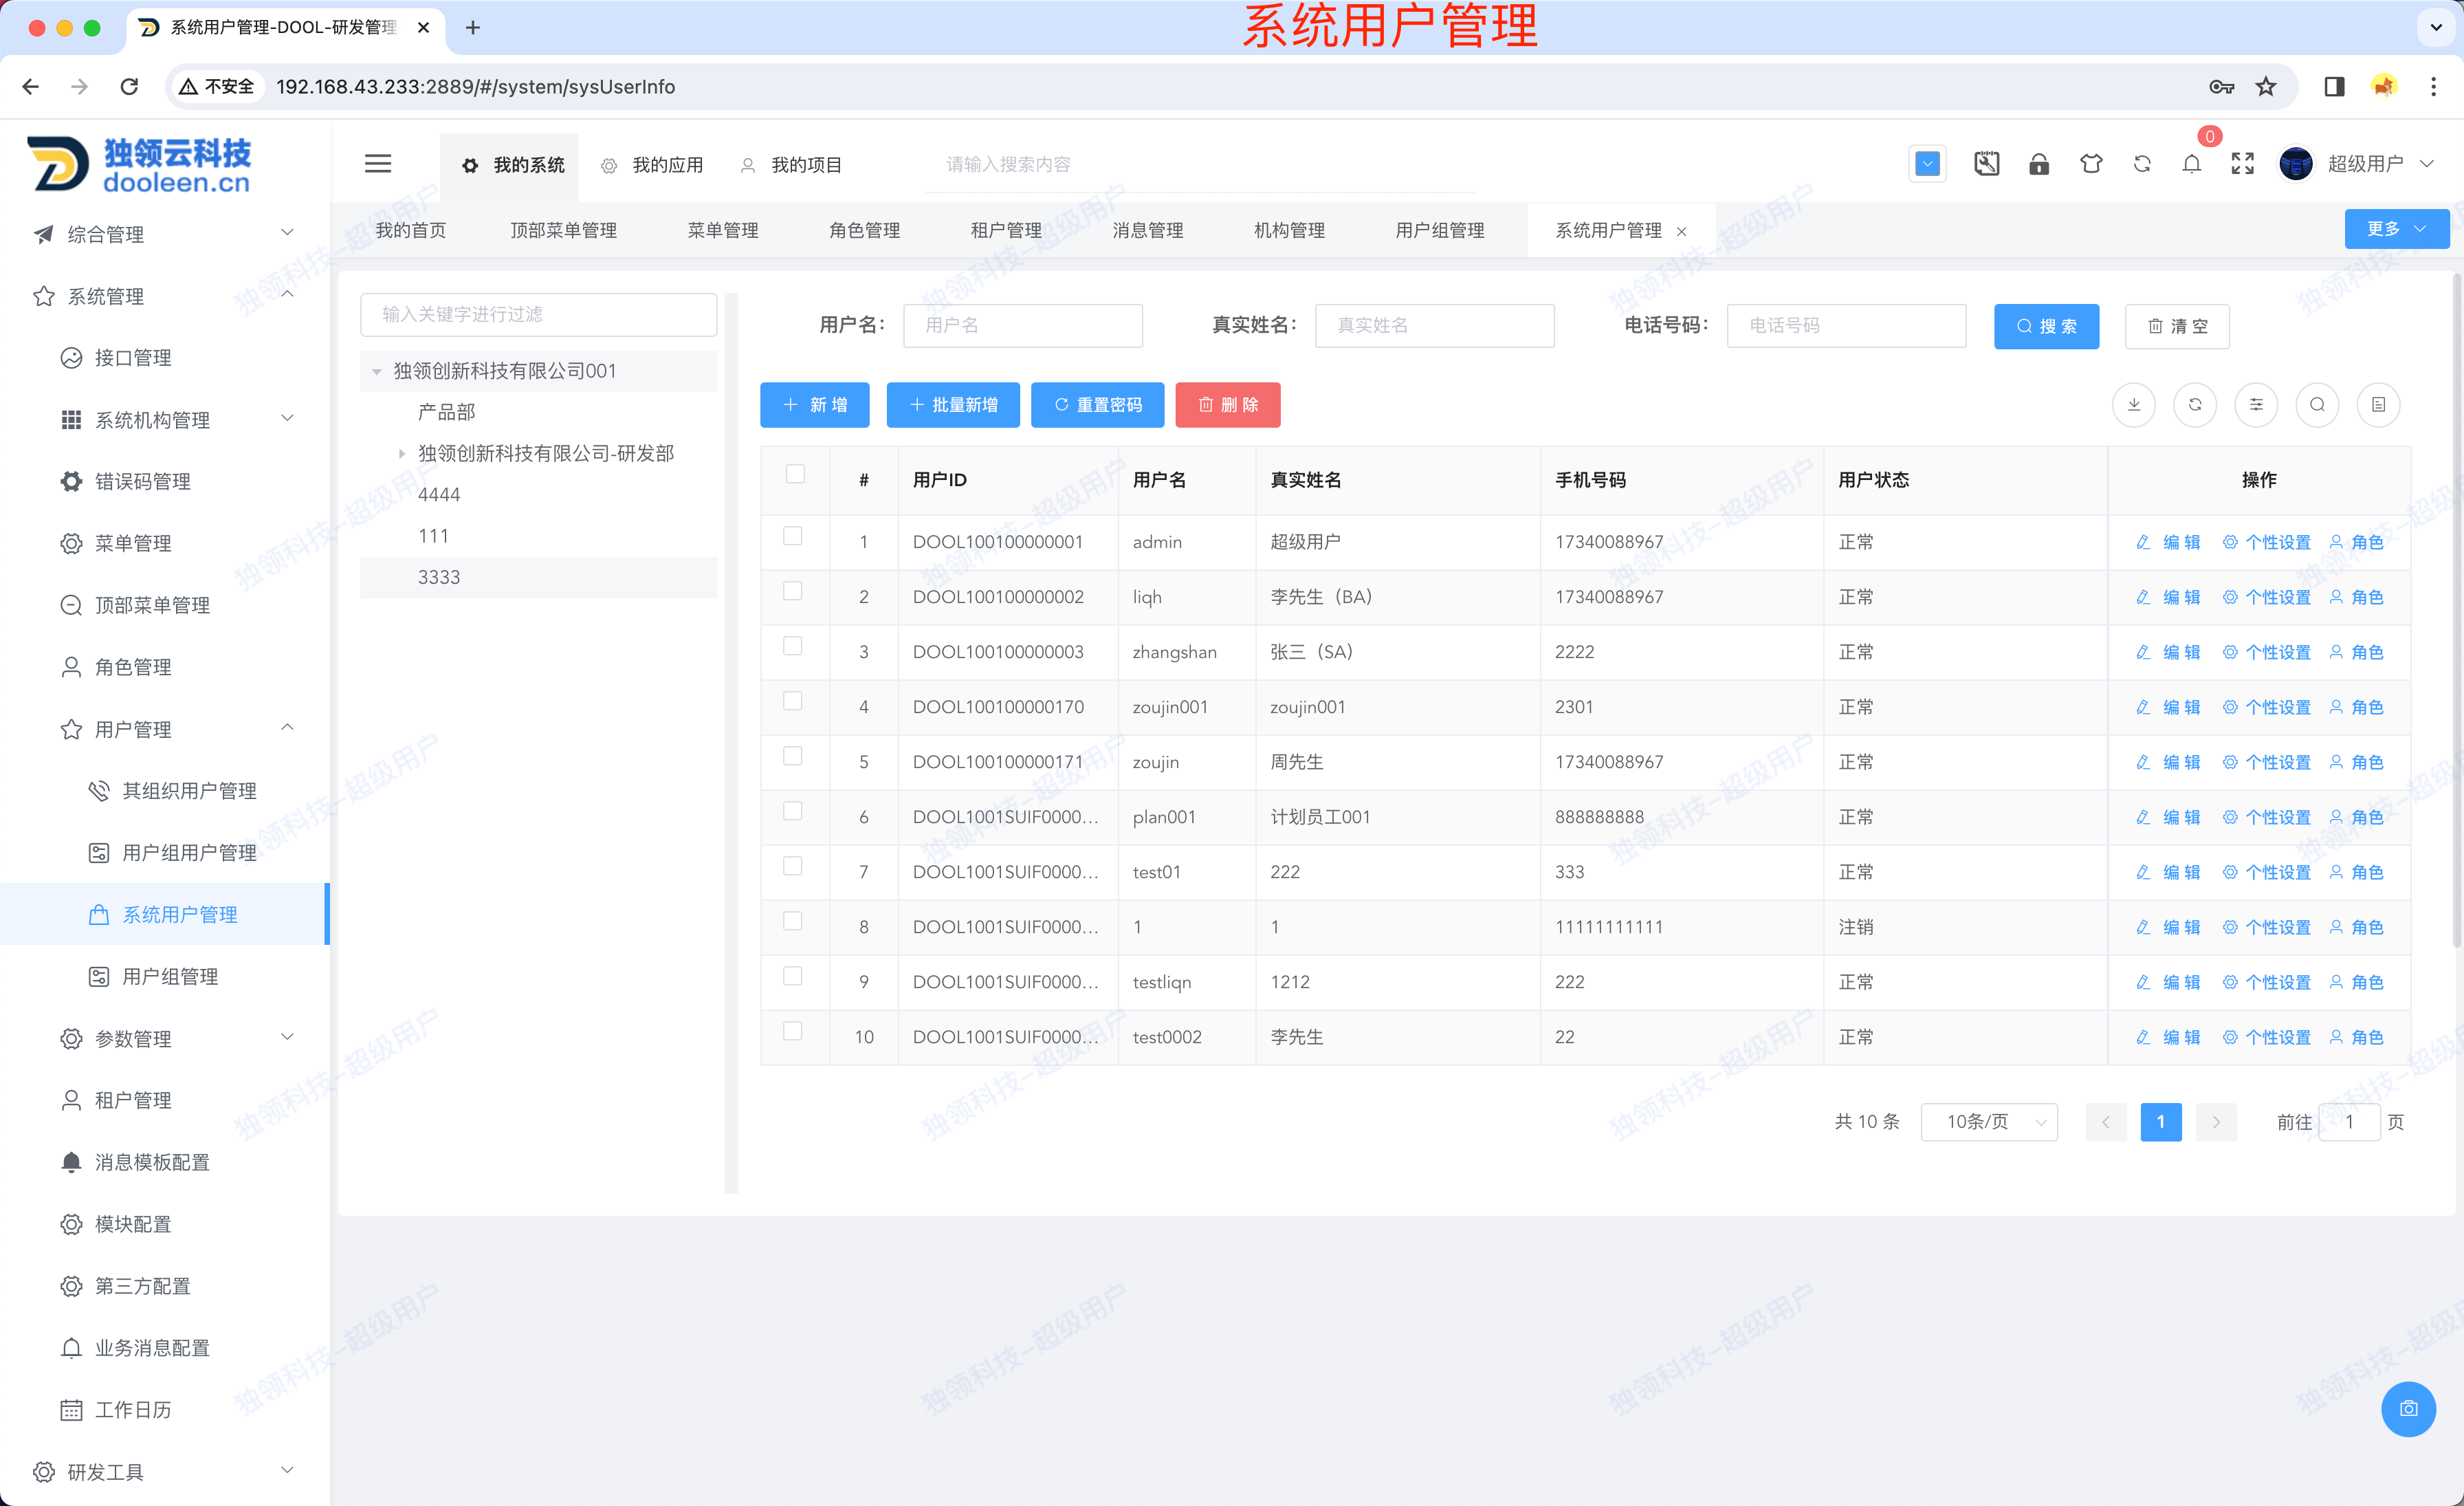 系统用户管理-DOOL-研发管理
系统用户管理
不安全 192.168.43.233:2889/#/system/sysUserInfo
独领云科技
dooleen.cn
我的系统 我的应用 我的项目 请输入搜索内容 0 超级用户
我的首页 顶部菜单管理 菜单管理 角色管理 租户管理 消息管理 机构管理 用户组管理 系统用户管理 更多
综合管理
系统管理
接口管理
系统机构管理
错误码管理
菜单管理
顶部菜单管理
角色管理
用户管理
其组织用户管理
用户组用户管理
系统用户管理
用户组管理
参数管理
租户管理
消息模板配置
模块配置
第三方配置
业务消息配置
工作日历
研发工具
输入关键字进行过滤
独领创新科技有限公司001
产品部
独领创新科技有限公司-研发部
4444
111
3333
用户名： 用户名 真实姓名： 真实姓名 电话号码： 电话号码 搜 索 清 空
新 增 批量新增 重置密码 删 除
# 用户ID 用户名 真实姓名 手机号码 用户状态 操作
1 DOOL100100000001 admin 超级用户 17340088967 正常 编 辑 个性设置 角色
2 DOOL100100000002 liqh 李先生（BA） 17340088967 正常 编 辑 个性设置 角色
3 DOOL100100000003 zhangshan 张三（SA） 2222 正常 编 辑 个性设置 角色
4 DOOL100100000170 zoujin001 zoujin001 2301 正常 编 辑 个性设置 角色
5 DOOL100100000171 zoujin 周先生 17340088967 正常 编 辑 个性设置 角色
6 DOOL1001SUIF0000... plan001 计划员工001 888888888 正常 编 辑 个性设置 角色
7 DOOL1001SUIF0000... test01 222 333 正常 编 辑 个性设置 角色
8 DOOL1001SUIF0000... 1 1 11111111111 注销 编 辑 个性设置 角色
9 DOOL1001SUIF0000... testliqn 1212 222 正常 编 辑 个性设置 角色
10 DOOL1001SUIF0000... test0002 李先生 22 正常 编 辑 个性设置 角色
共 10 条 10条/页 1 前往 1 页
独领科技-超级用户